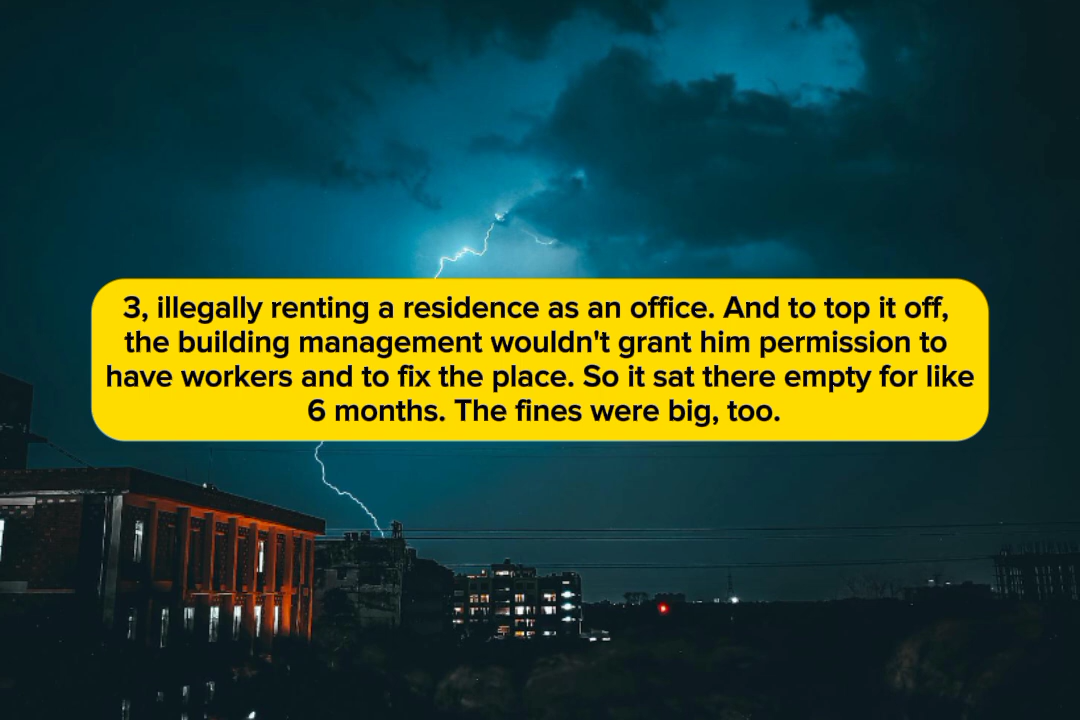 3, illegally renting a residence as an office. And to top it off,
the building management wouldn't grant him permission to
have workers and to fix the place. So it sat there empty for like
6 months. The fines were big, too.